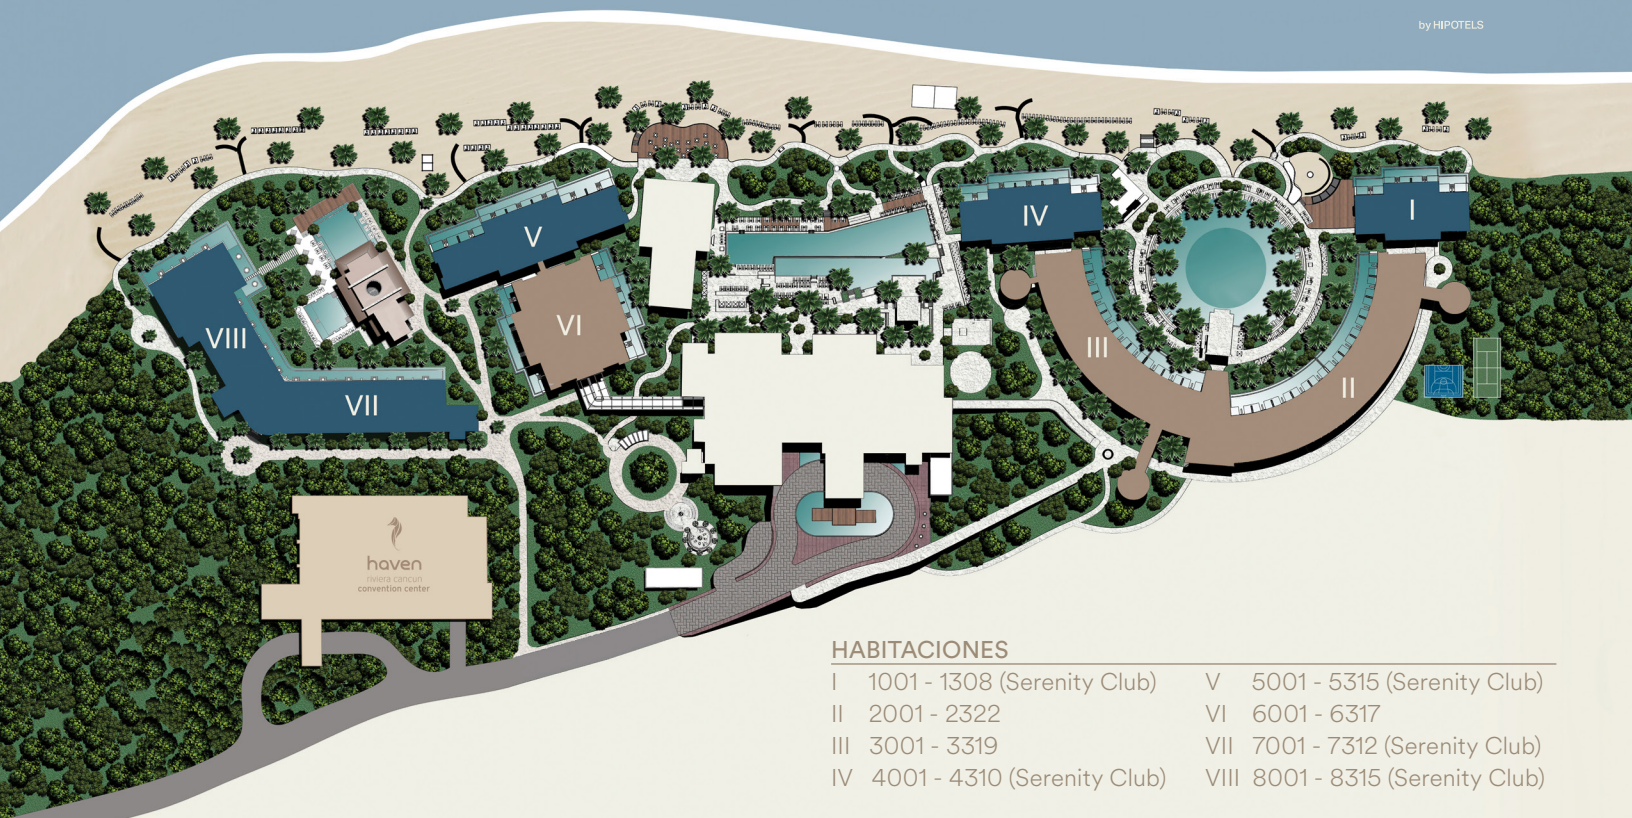 by HIPOTELS
I
IV
V
VI
VIII
III
II
VII
haven
riviera cancun
convention center
HABITACIONES
I 1001 - 1308 (Serenity Club)
II 2001 - 2322
III 3001 - 3319
IV 4001 - 4310 (Serenity Club)
V 5001 - 5315 (Serenity Club)
VI 6001 - 6317
VII 7001 - 7312 (Serenity Club)
VIII 8001 - 8315 (Serenity Club)